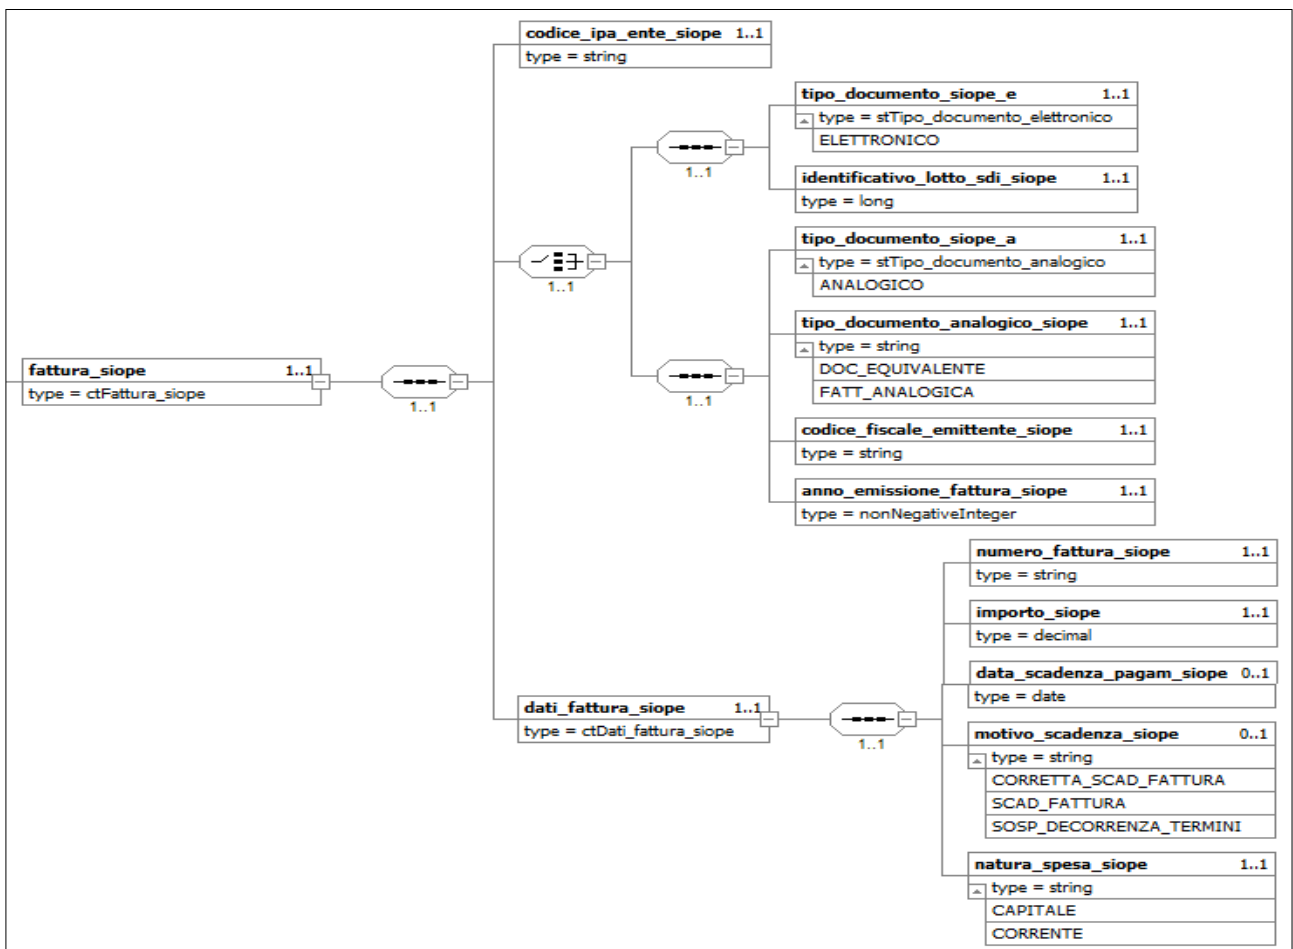 codice_ipa_ente_siope 1..1
type = string
tipo_documento_siope_e 1..1
type = stTipo_documento_elettronico
ELETTRONICO
1..1
identificativo_lotto_sdi_siope 1..1
type = long
tipo_documento_siope_a 1..1
type = stTipo_documento_analogico
ANALOGICO
1..1
tipo_documento_analogico_siope 1..1
type = string
DOC_EQUIVALENTE
FATT_ANALOGICA
1..1
fattura_siope 1..1
type = ctFattura_siope
1..1
codice_fiscale_emittente_siope 1..1
type = string
anno_emissione_fattura_siope 1..1
type = nonNegativeInteger
numero_fattura_siope 1..1
type = string
importo_siope 1..1
type = decimal
data_scadenza_pagam_siope 0..1
type = date
dati_fattura_siope 1..1
type = ctDati_fattura_siope
1..1
motivo_scadenza_siope 0..1
type = string
CORRETTA_SCAD_FATTURA
SCAD_FATTURA
SOSP_DECORRENZA_TERMINI
natura_spesa_siope 1..1
type = string
CAPITALE
CORRENTE